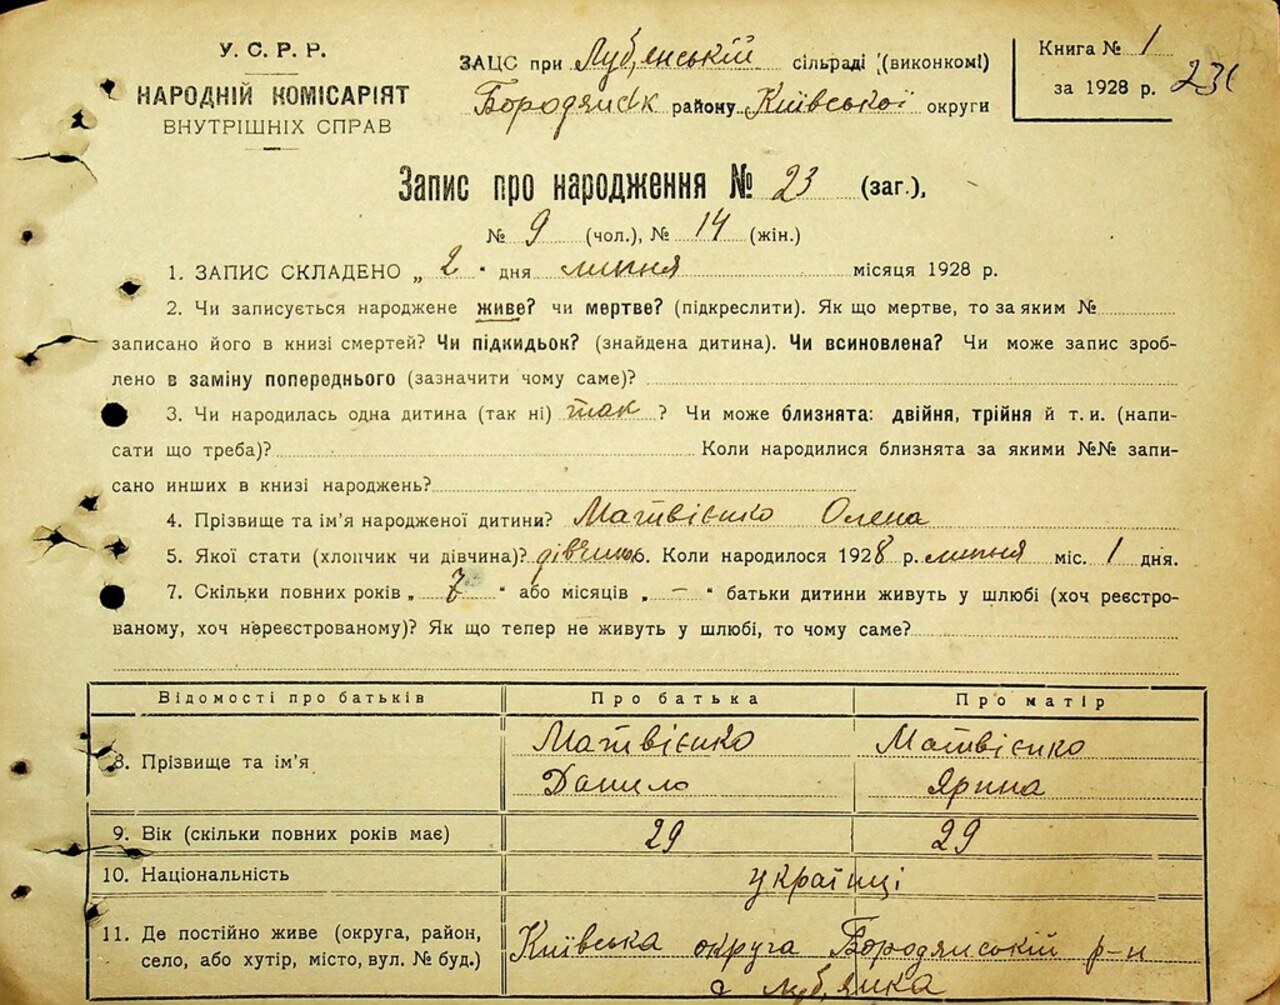 У. С. Р. Р.
НАРОДНІЙ КОМІСАРІЯТ
ВНУТРІШНІХ СПРАВ
ЗАЦС при Луб'янській сільраді (виконкомі)
Бородянськ району Київської округи
Книга № 1
за 1928 р.
Запис про народження № 23 (заг.),
№ 9 (чол.), № 14 (жін.)
1. ЗАПИС СКЛАДЕНО „ 2 " дня липня місяця 1928 р.
2. Чи записується народжене живе? чи мертве? (підкреслити). Як що мертве, то за яким №
записано його в книзі смертей? Чи підкидьок? (знайдена дитина). Чи всиновлена? Чи може запис зроб-
лено в заміну попереднього (зазначити чому саме)?
3. Чи народилась одна дитина (так ні) так ? Чи може близнята: двійня, трійня й т. и. (напи-
сати що треба)? Коли народилися близнята за якими №№ запи-
сано инших в книзі народжень?
4. Прізвище та ім'я народженої дитини? Матвієнко Олена
5. Якої стати (хлопчик чи дівчина)? дівчина 6. Коли народилося 1928 р. липня міс. 1 дня.
7. Скільки повних років „ 7 " або місяців „ — " батьки дитини живуть у шлюбі (хоч реєстро-
ваному, хоч нереєстрованому)? Як що тепер не живуть у шлюбі, то чому саме?
Відомості про батьків Про батька Про матір
8. Прізвище та ім'я Матвієнко Данило Матвієнко Ярина
9. Вік (скільки повних років має) 29 29
10. Національність українці
11. Де постійно живе (округа, район,
село, або хутір, місто, вул. № буд.)
Київська округа Бородянській р-н
с Луб'янка